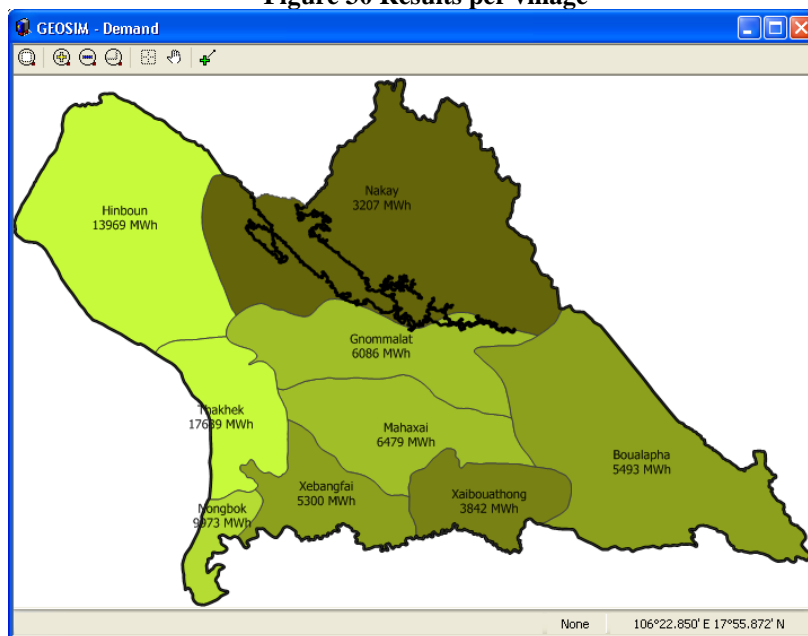 Figure 50 Results per village
GEOSIM - Demand
Hinboun
13969 MWh
Nakay
3207 MWh
Gnommalat
6086 MWh
Thakhek
17639 MWh
Mahaxai
6479 MWh
Boualapha
5493 MWh
Xebangfai
5300 MWh
Xaibouathong
3842 MWh
Nongbok
9973 MWh
None
106°22.850' E 17°55.872' N